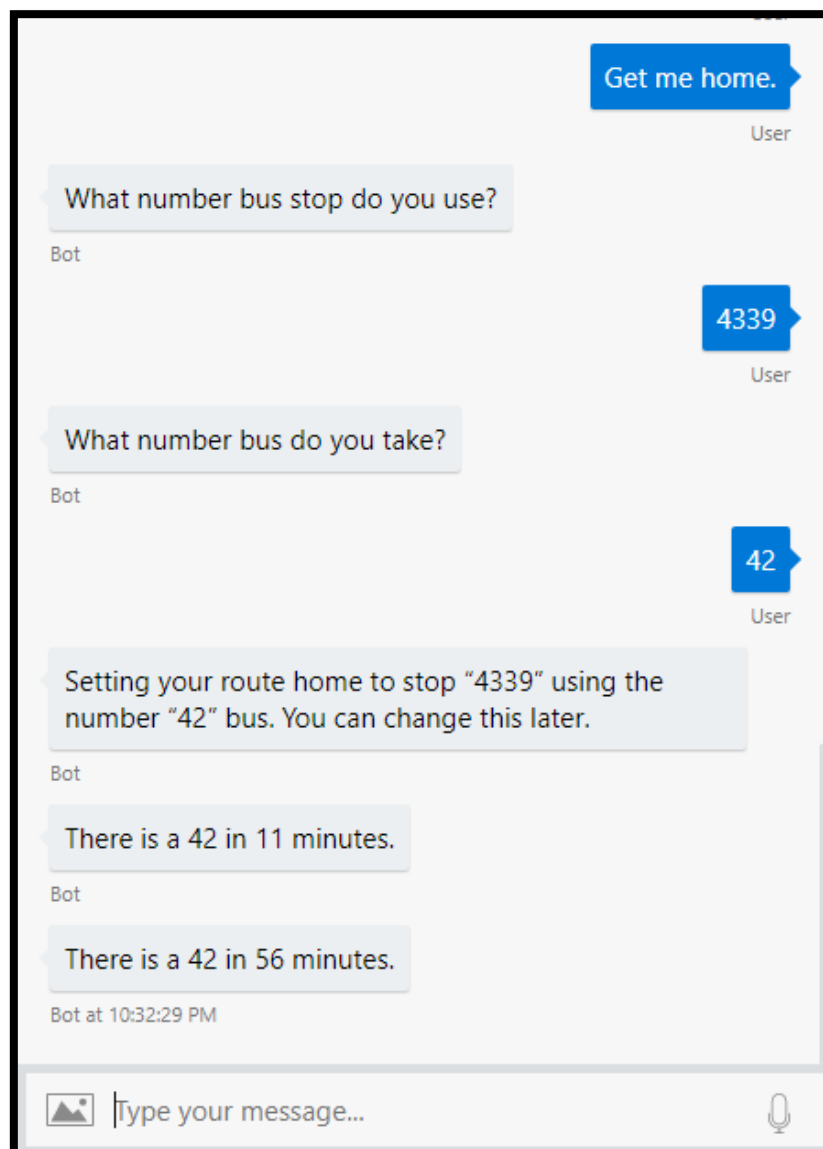 Get me home.
User
What number bus stop do you use?
Bot
4339
User
What number bus do you take?
Bot
42
User
Setting your route home to stop “4339” using the
number “42” bus. You can change this later.
Bot
There is a 42 in 11 minutes.
Bot
There is a 42 in 56 minutes.
Bot at 10:32:29 PM
Type your message...